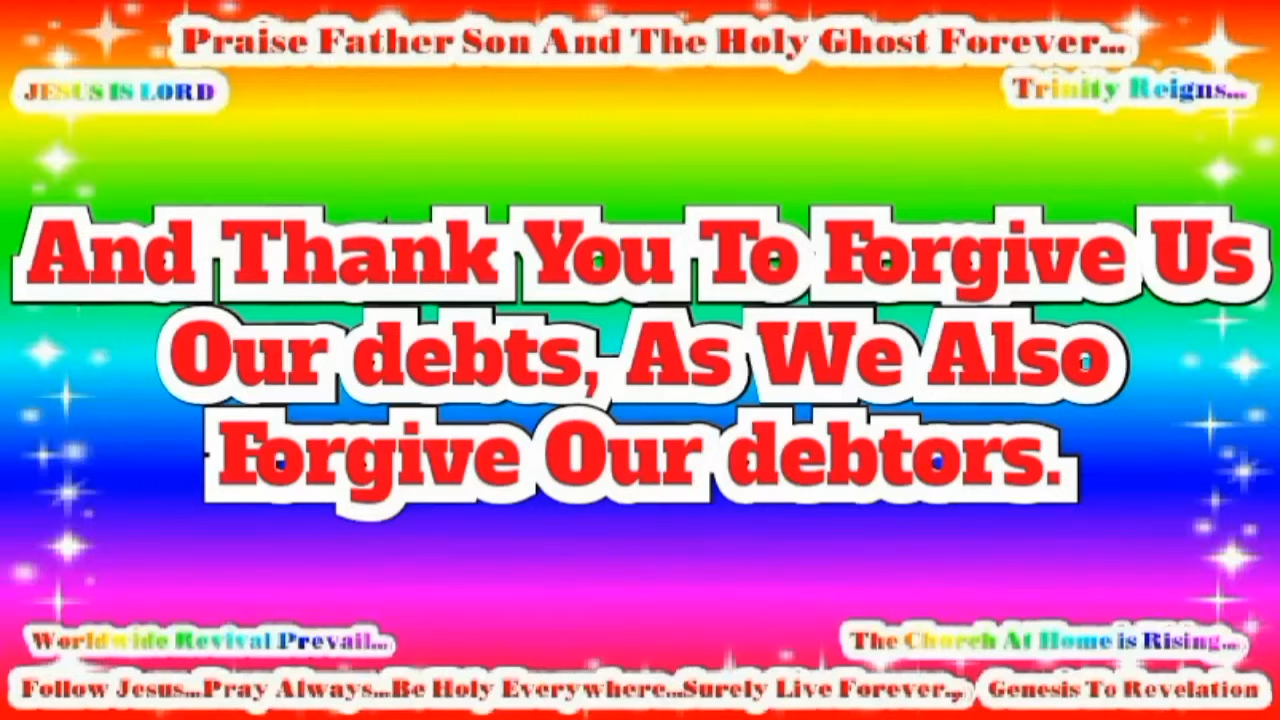 Praise Father Son And The Holy Ghost Forever...
JESUS IS LORD
Trinity Reigns...
And Thank You To Forgive Us
Our debts, As We Also
Forgive Our debtors.
Worldwide Revival Prevail...
The Church At Home is Rising...
Follow Jesus...Pray Always...Be Holy Everywhere...Surely Live Forever..,
Genesis To Revelation